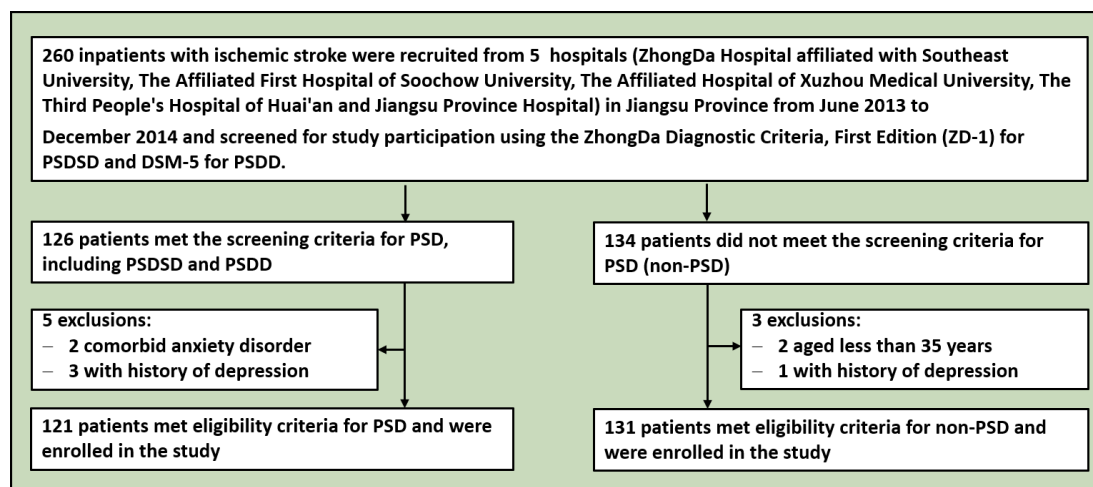 260 inpatients with ischemic stroke were recruited from 5 hospitals (ZhongDa Hospital affiliated with Southeast
University, The Affiliated First Hospital of Soochow University, The Affiliated Hospital of Xuzhou Medical University, The
Third People's Hospital of Huai'an and Jiangsu Province Hospital) in Jiangsu Province from June 2013 to
December 2014 and screened for study participation using the ZhongDa Diagnostic Criteria, First Edition (ZD-1) for
PSDSD and DSM-5 for PSDD.
126 patients met the screening criteria for PSD,
including PSDSD and PSDD
134 patients did not meet the screening criteria for
PSD (non-PSD)
5 exclusions:
– 2 comorbid anxiety disorder
– 3 with history of depression
3 exclusions:
– 2 aged less than 35 years
– 1 with history of depression
121 patients met eligibility criteria for PSD and were
enrolled in the study
131 patients met eligibility criteria for non-PSD and
were enrolled in the study